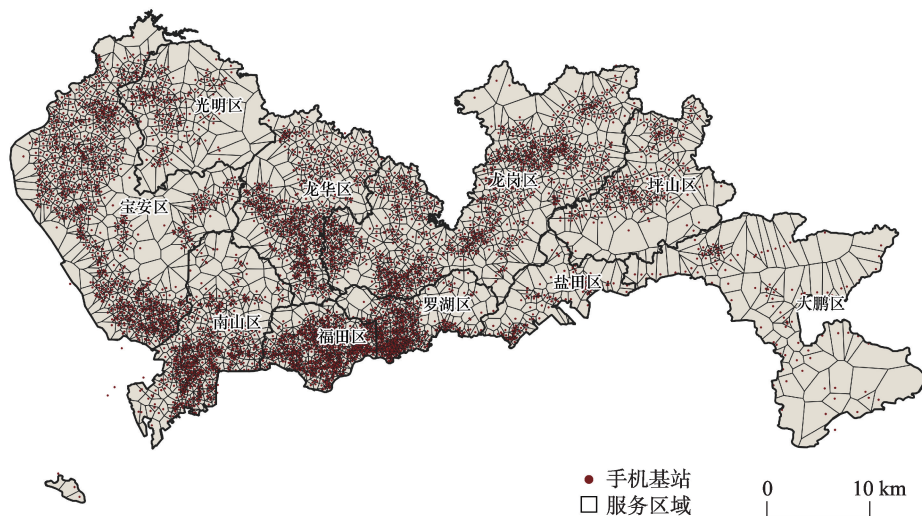 光明区
龙华区
龙岗区
坪山区
宝安区
盐田区
罗湖区
大鹏区
南山区
福田区
手机基站
服务区域
0 10 km